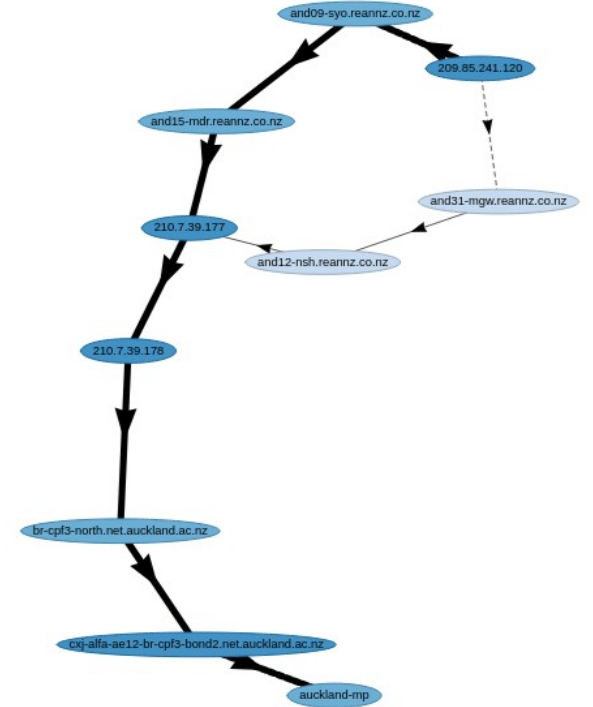 and09-syo.reannz.co.nz
209.85.241.120
and15-mdr.reannz.co.nz
and31-mgw.reannz.co.nz
210.7.39.177
and12-nsh.reannz.co.nz
210.7.39.178
br-cpf3-north.net.auckland.ac.nz
cxj-alfa-ae12-br-cpf3-bond2.net.auckland.ac.nz
auckland-mp